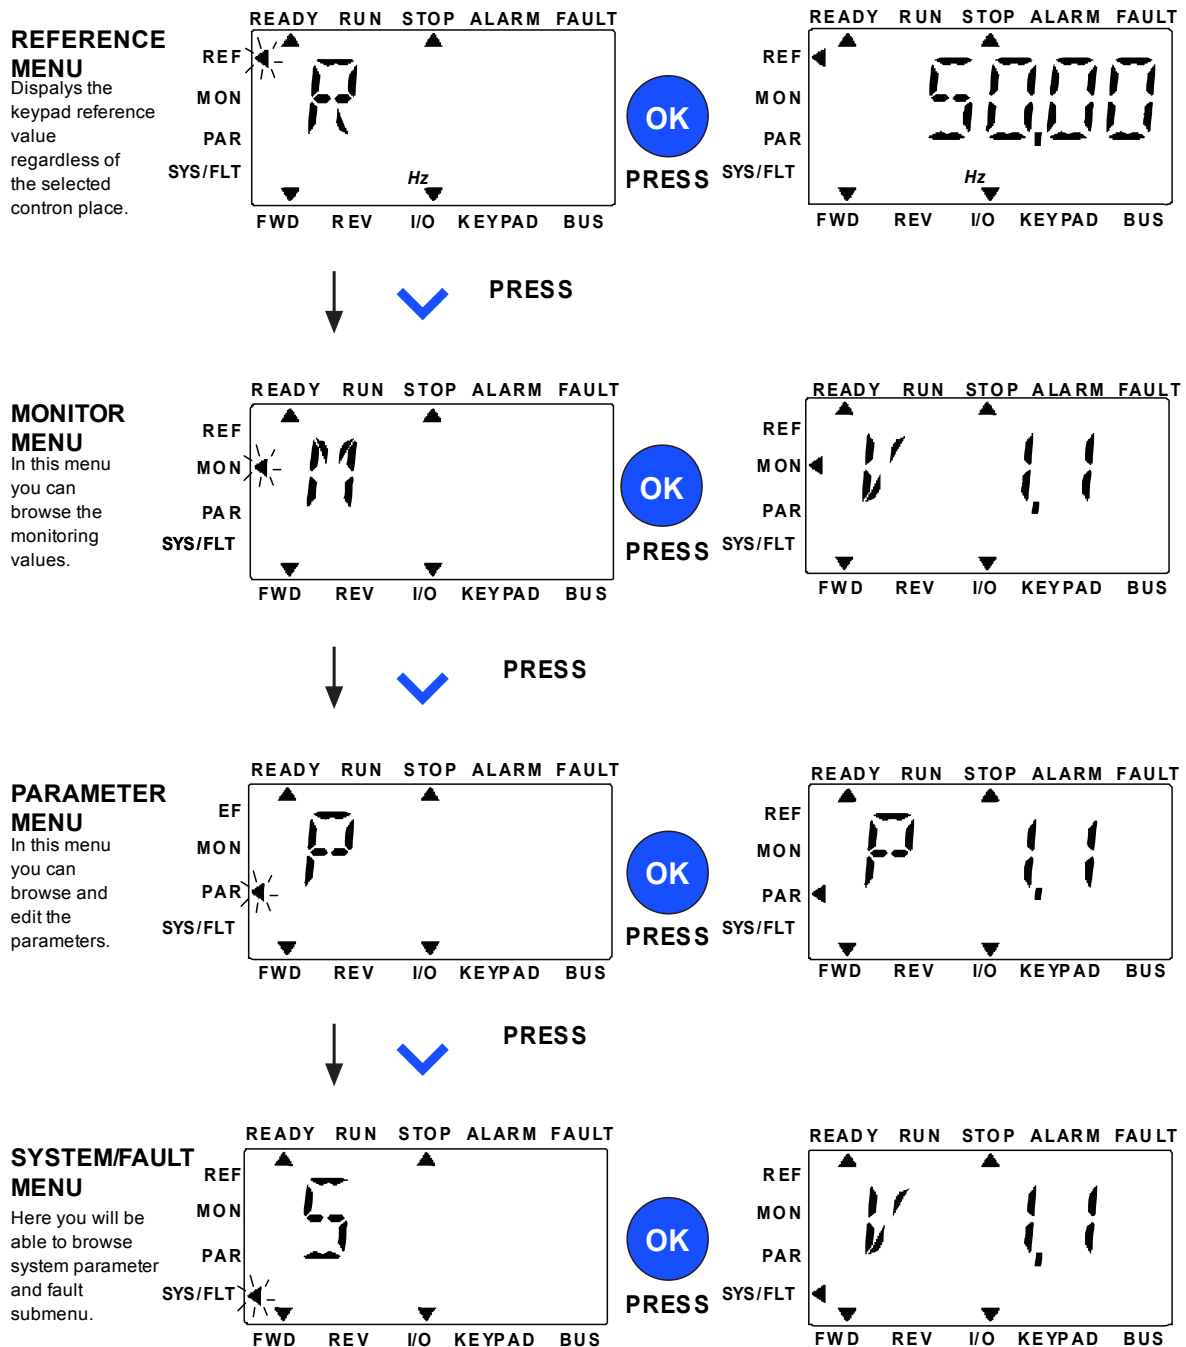 READY RUN STOP ALARM FAULT
REFERENCE
MENU
Dispalys the
keypad reference
value
regardless of
the selected
contron place.
REF
MON
PAR
SYS/FLT
R
Hz
FWD REV I/O KEYPAD BUS
OK
PRESS
READY RUN STOP ALARM FAULT
REF
MON
PAR
SYS/FLT
50,00
Hz
FWD REV I/O KEYPAD BUS
PRESS
READY RUN STOP ALARM FAULT
MONITOR
MENU
In this menu
you can
browse the
monitoring
values.
REF
MON
PAR
SYS/FLT
M
FWD REV I/O KEYPAD BUS
OK
PRESS
READY RUN STOP ALARM FAULT
REF
MON
PAR
SYS/FLT
V 1,1
FWD REV I/O KEYPAD BUS
PRESS
READY RUN STOP ALARM FAULT
PARAMETER
MENU
In this menu
you can
browse and
edit the
parameters.
EF
MON
PAR
SYS/FLT
P
FWD REV I/O KEYPAD BUS
OK
PRESS
READY RUN STOP ALARM FAULT
REF
MON
PAR
SYS/FLT
P 1,1
FWD REV I/O KEYPAD BUS
PRESS
READY RUN STOP ALARM FAULT
SYSTEM/FAULT
MENU
Here you will be
able to browse
system parameter
and fault
submenu.
REF
MON
PAR
SYS/FLT
S
FWD REV I/O KEYPAD BUS
OK
PRESS
READY RUN STOP ALARM FAULT
REF
MON
PAR
SYS/FLT
V 1,1
FWD REV I/O KEYPAD BUS